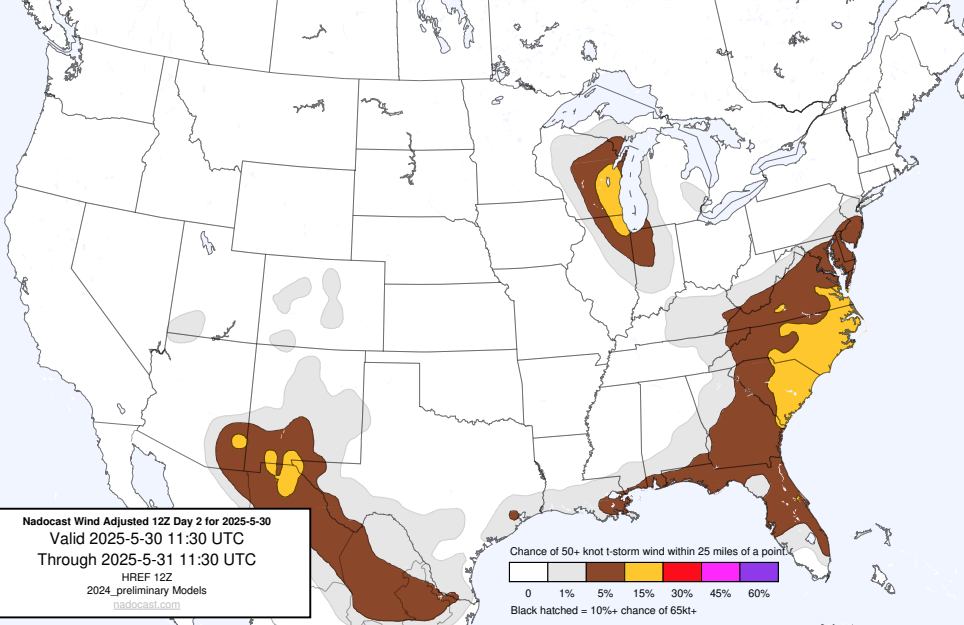 Nadocast Wind Adjusted 12Z Day 2 for 2025-5-30
Valid 2025-5-30 11:30 UTC
Through 2025-5-31 11:30 UTC
HREF 12Z
2024_preliminary Models
nadocast.com
Chance of 50+ knot t-storm wind within 25 miles of a point.
0 1% 5% 15% 30% 45% 60%
Black hatched = 10%+ chance of 65kt+